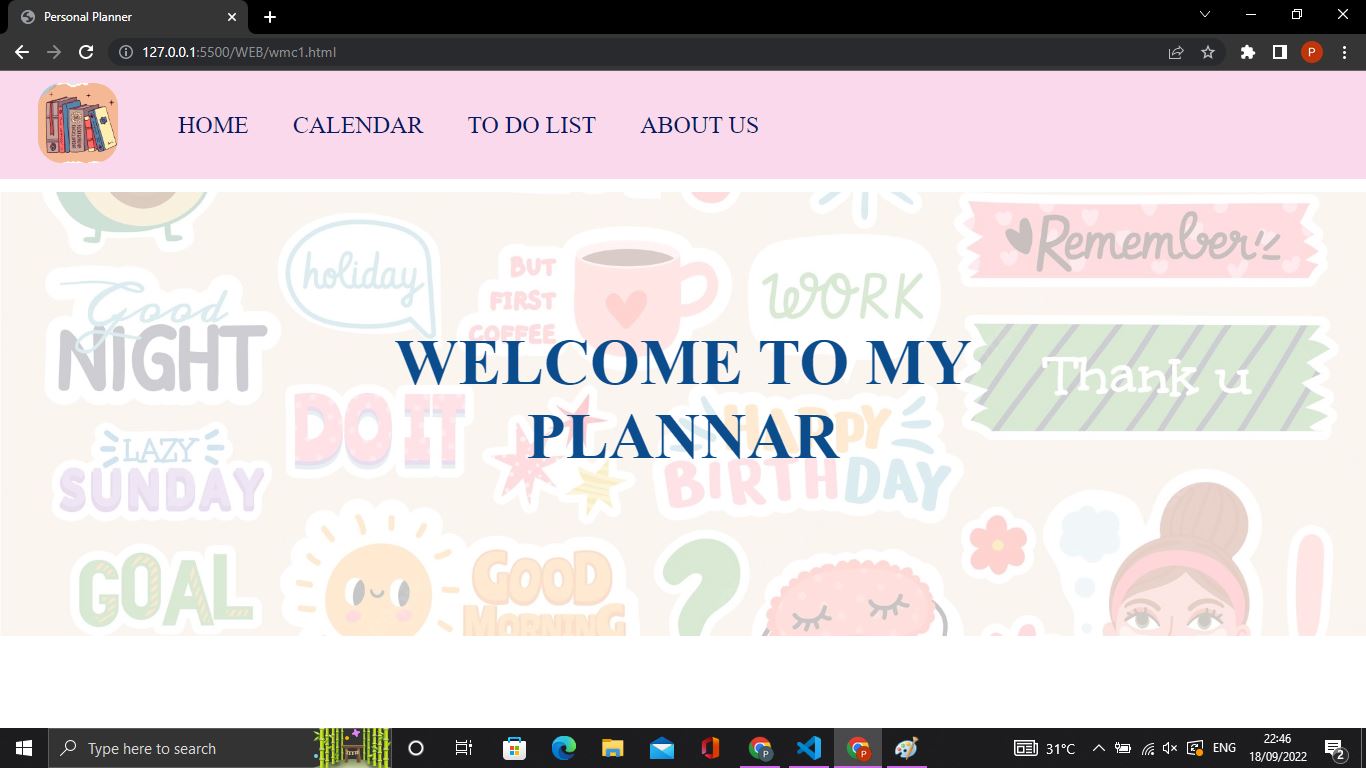 Personal Planner
127.0.0.1:5500/WEB/wmc1.html
P
HOME CALENDAR TO DO LIST ABOUT US
Remember
holiday
BUT
FIRST
COFFEE
WORK
Good
NIGHT
WELCOME TO MY
PLANNAR
Thank u
DO IT
HAPPY
BIRTHDAY
LAZY
SUNDAY
GOAL
GOOD
MORNING
?
!
Type here to search
31°C
ENG
22:46
18/09/2022
2